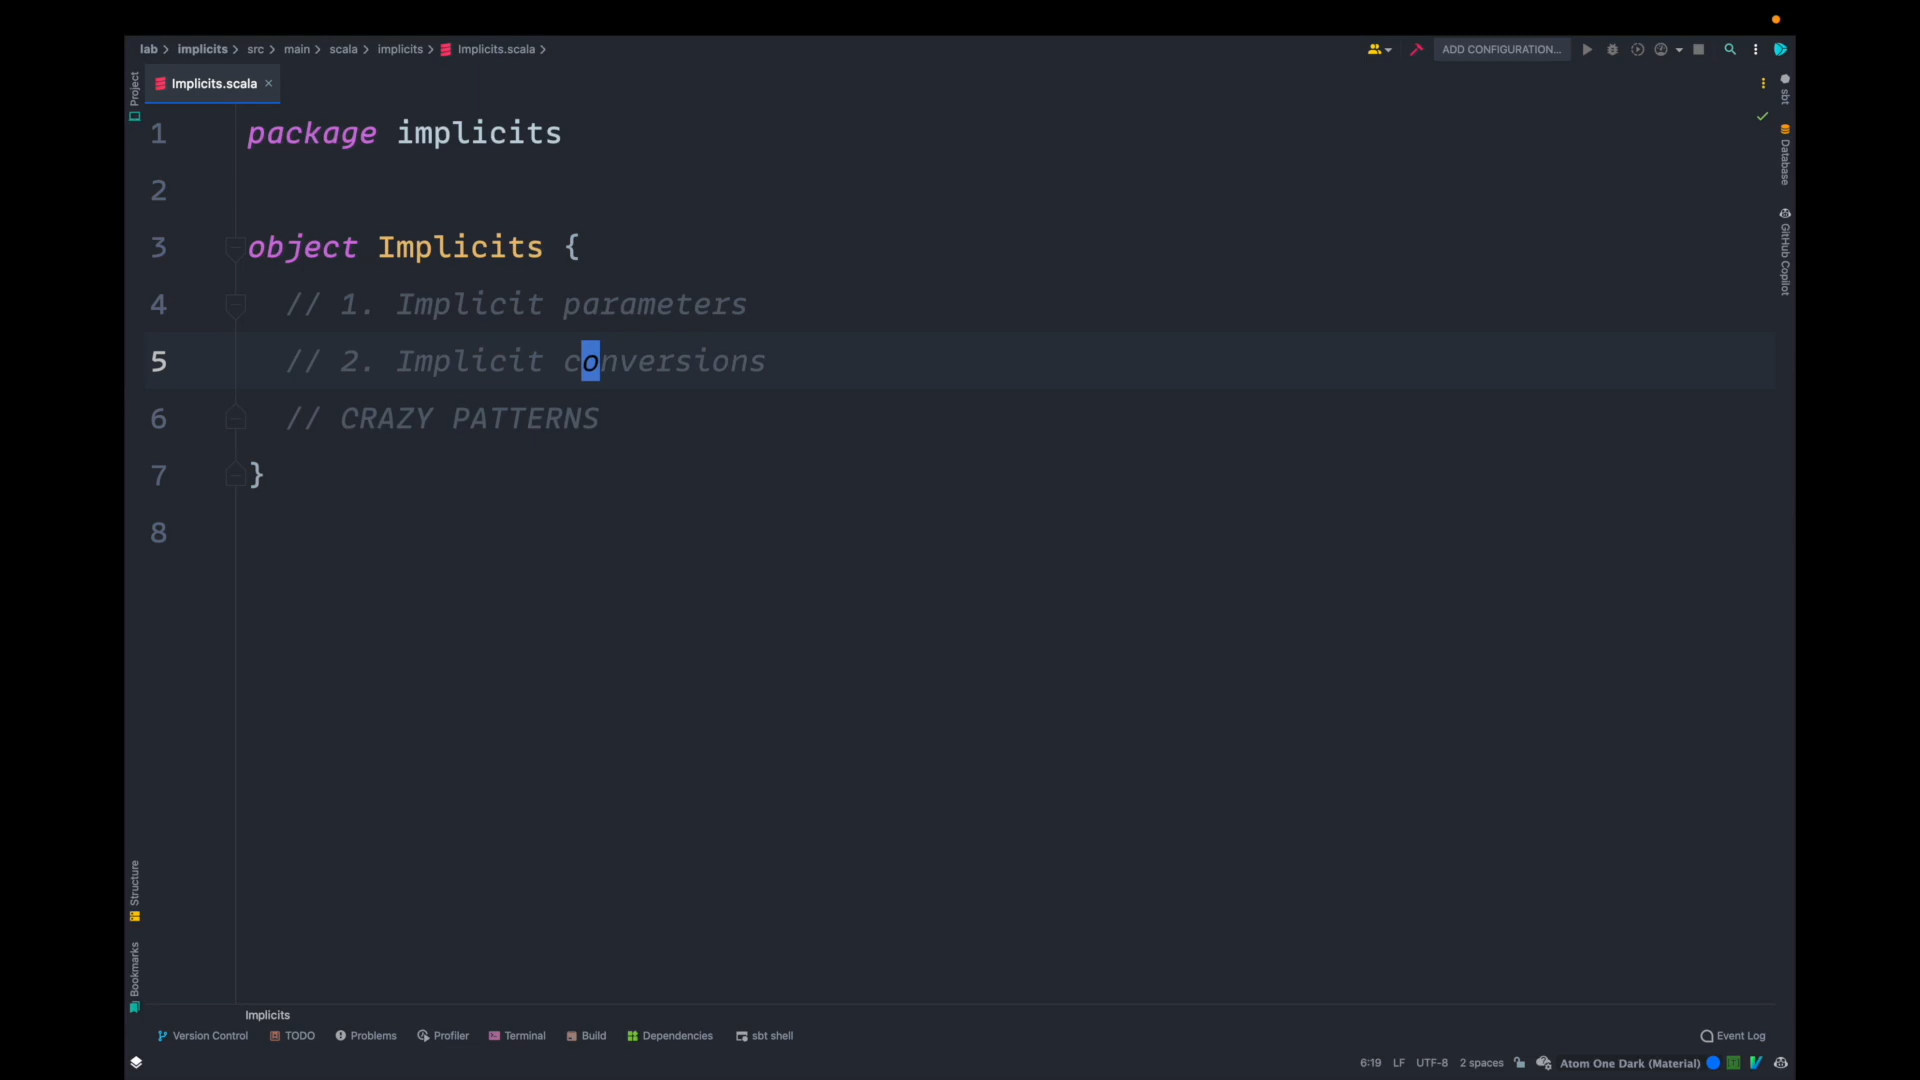 lab > implicits > src > main > scala > implicits > Implicits.scala >
ADD CONFIGURATION...
Implicits.scala ×
Project
sbt
Database
GitHub Copilot
1 package implicits
2
3 object Implicits {
4 // 1. Implicit parameters
5 // 2. Implicit conversions
6 // CRAZY PATTERNS
7 }
8
Structure
Bookmarks
Implicits
Version Control TODO Problems Profiler Terminal Build Dependencies sbt shell Event Log
6:19 LF UTF-8 2 spaces Atom One Dark (Material)